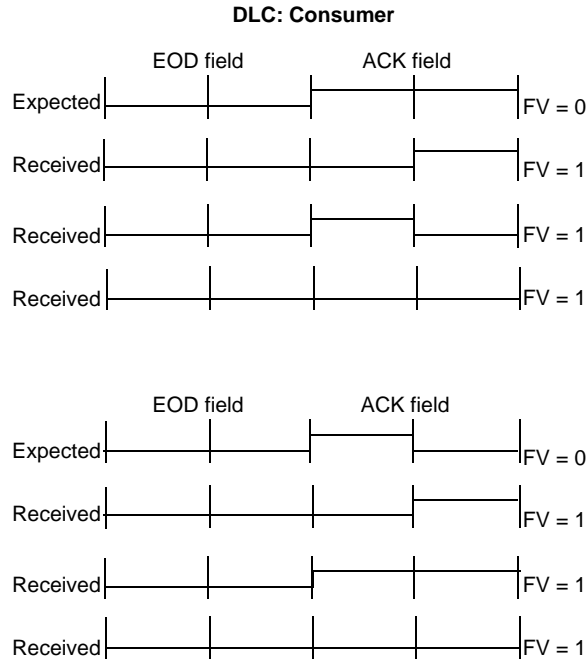 DLC: Consumer
EOD field ACK field
Expected FV = 0
Received FV = 1
Received FV = 1
Received FV = 1
EOD field ACK field
Expected FV = 0
Received FV = 1
Received FV = 1
Received FV = 1